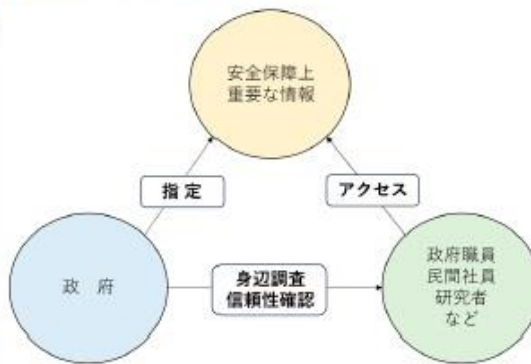 安全保障上
重要な情報
指定
アクセス
政府
身辺調査
信頼性確認
政府職員
民間社員
研究者
など